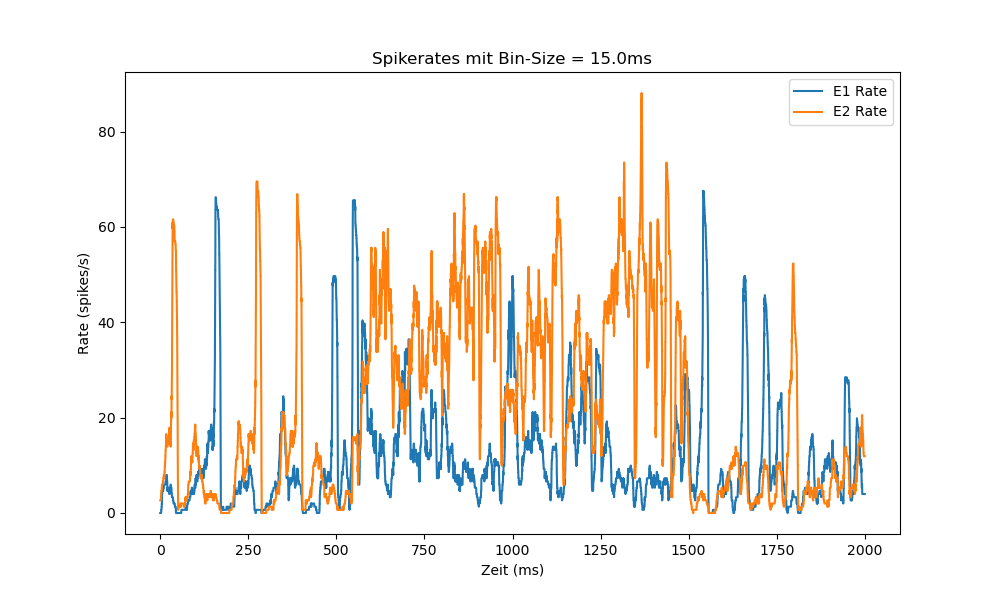 Spikerates mit Bin-Size = 15.0ms
E1 Rate
E2 Rate
80
60
40
20
0
Rate (spikes/s)
0 250 500 750 1000 1250 1500 1750 2000
Zeit (ms)